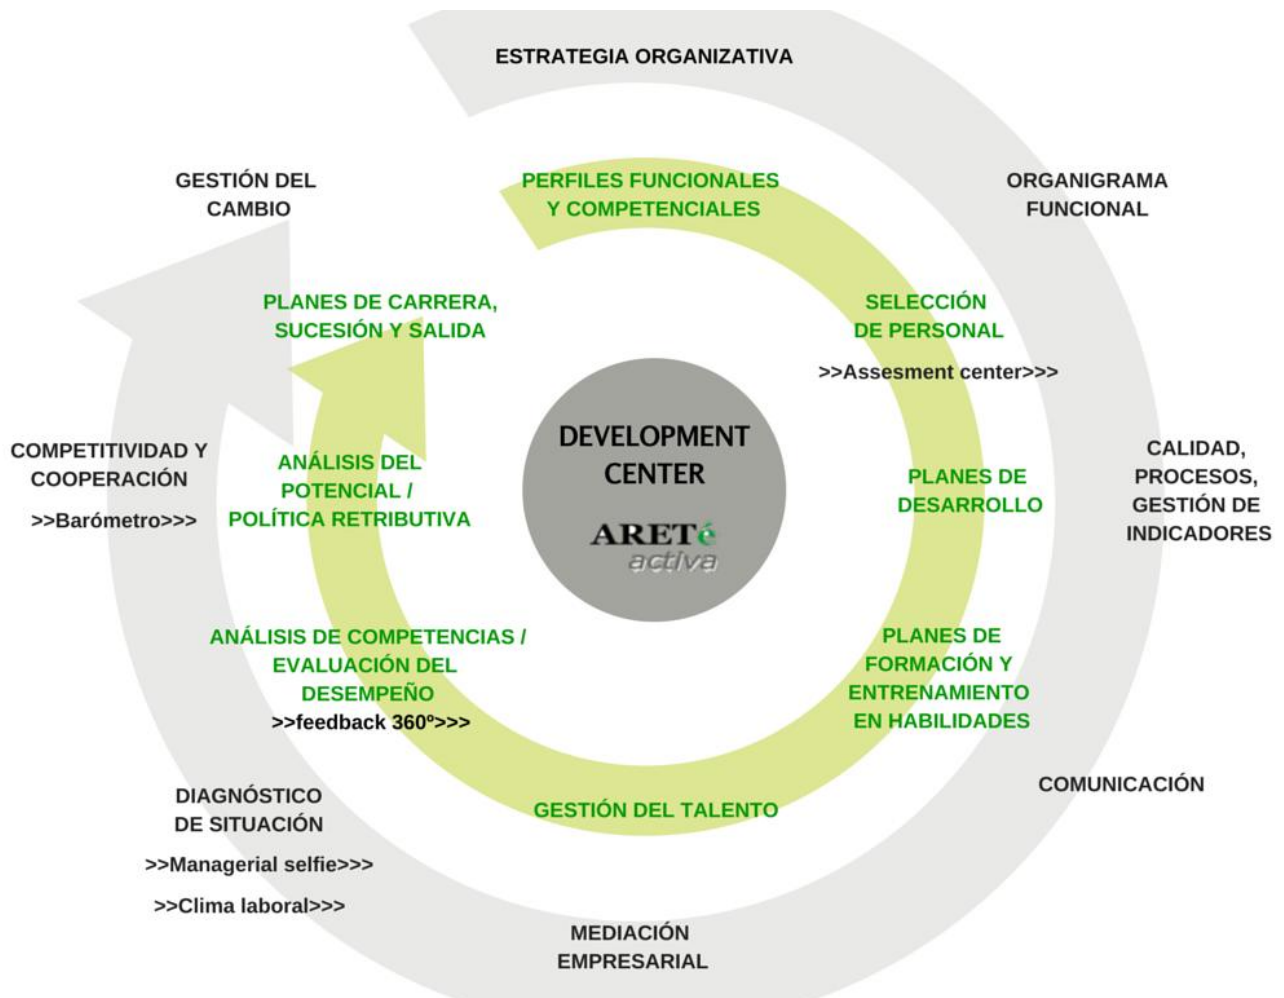 ESTRATEGIA ORGANIZATIVA
GESTIÓN DEL
CAMBIO
PERFILES FUNCIONALES
Y COMPETENCIALES
ORGANIGRAMA
FUNCIONAL
PLANES DE CARRERA,
SUCESIÓN Y SALIDA
SELECCIÓN
DE PERSONAL
>>Assesment center>>>
DEVELOPMENT
CENTER
ARETé
activa
COMPETITIVIDAD Y
COOPERACIÓN
>>Barómetro>>>
ANÁLISIS DEL
POTENCIAL /
POLÍTICA RETRIBUTIVA
PLANES DE
DESARROLLO
CALIDAD,
PROCESOS,
GESTIÓN DE
INDICADORES
ANÁLISIS DE COMPETENCIAS /
EVALUACIÓN DEL
DESEMPEÑO
>>feedback 360º>>>
PLANES DE
FORMACIÓN Y
ENTRENAMIENTO
EN HABILIDADES
DIAGNÓSTICO
DE SITUACIÓN
>>Managerial selfie>>>
>>Clima laboral>>>
GESTIÓN DEL TALENTO
COMUNICACIÓN
MEDIACIÓN
EMPRESARIAL